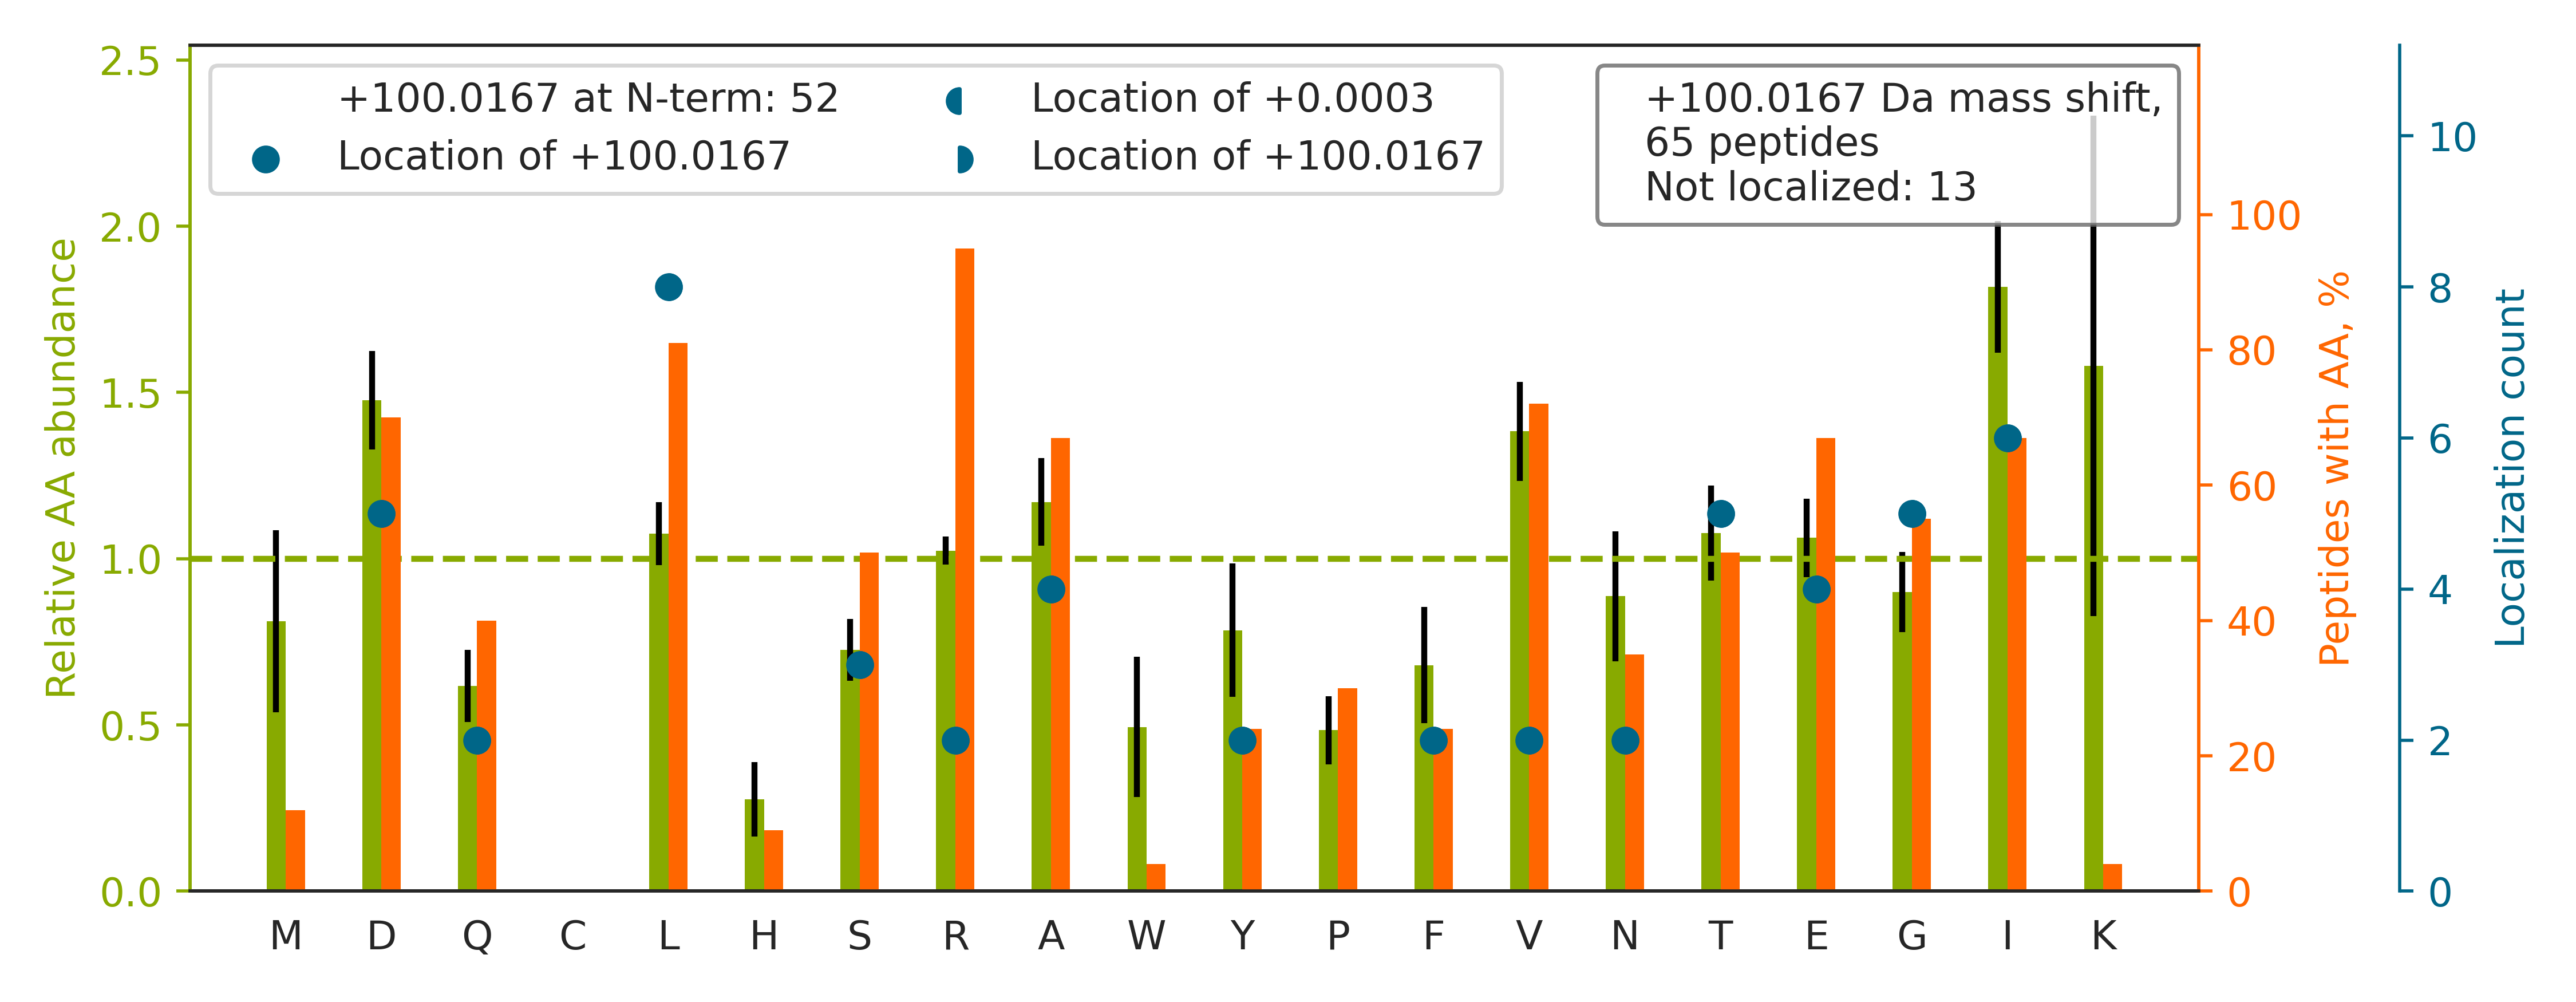 +100.0167 at N-term: 52
Location of +100.0167
Location of +0.0003
Location of +100.0167
+100.0167 Da mass shift,
65 peptides
Not localized: 13
Relative AA abundance
2.5
2.0
1.5
1.0
0.5
0.0
M D Q C L H S R A W Y P F V N T E G I K
100
80
60
40
20
0
Peptides with AA, %
10
8
6
4
2
0
Localization count